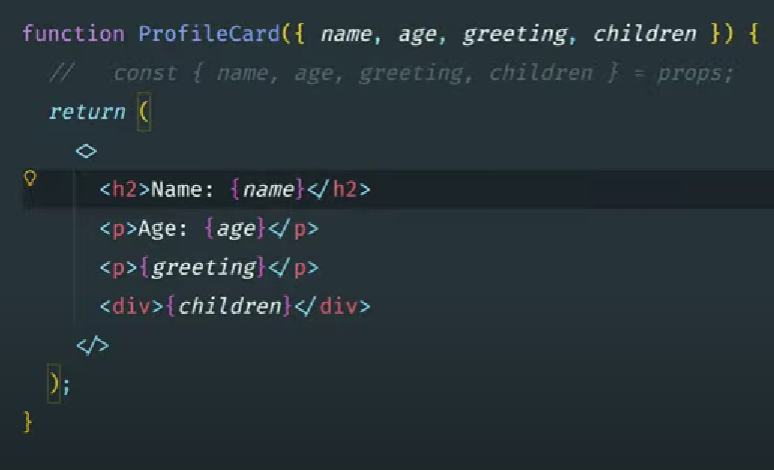 function ProfileCard({ name, age, greeting, children }) {
//   const { name, age, greeting, children } = props;
return (
<>
<h2>Name: {name}</h2>
<p>Age: {age}</p>
<p>{greeting}</p>
<div>{children}</div>
</>
);
}